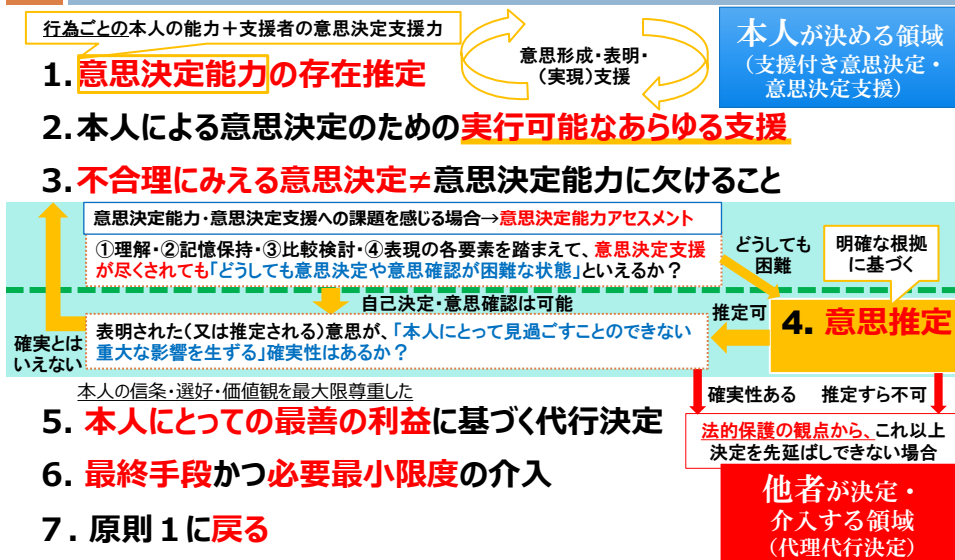 行為ごとの本人の能力+支援者の意思決定支援力
意思形成・表明・
(実現)支援
本人が決める領域
(支援付き意思決定・
意思決定支援)
1.意思決定能力の存在推定
2.本人による意思決定のための実行可能なあらゆる支援
3.不合理にみえる意思決定≠意思決定能力に欠けること
意思決定能力・意思決定支援への課題を感じる場合→意思決定能力アセスメント
①理解・②記憶保持・③比較検討・④表現の各要素を踏まえて、意思決定支援
が尽くされても「どうしても意思決定や意思確認が困難な状態」といえるか?
どうしても
困難
明確な根拠
に基づく
自己決定・意思確認は可能
推定可
4. 意思推定
表明された(又は推定される)意思が、「本人にとって見過ごすことのできない
重大な影響を生ずる」確実性はあるか?
確実とは
いえない
本人の信条・選好・価値観を最大限尊重した
確実性ある 推定すら不可
5. 本人にとっての最善の利益に基づく代行決定
法的保護の観点から、これ以上
決定を先延ばしできない場合
6. 最終手段かつ必要最小限度の介入
他者が決定・
介入する領域
(代理代行決定)
7. 原則1に戻る